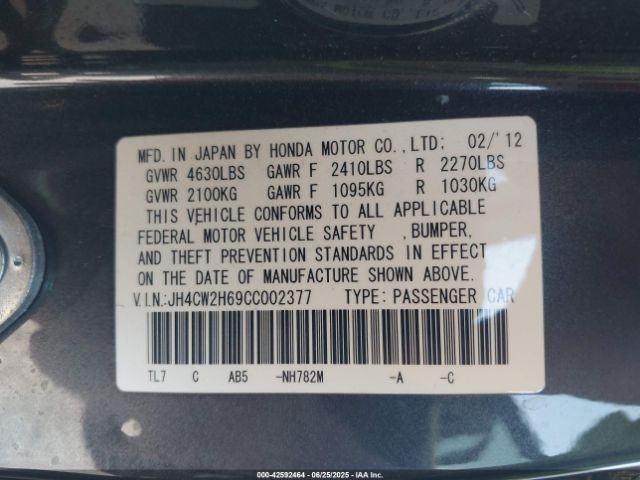 MOTOR CO
MFD. IN JAPAN BY HONDA MOTOR CO.,LTD; 02/'12
GVWR 4630LBS GAWR F 2410LBS R 2270LBS
GVWR 2100KG GAWR F 1095KG R 1030KG
THIS VEHICLE CONFORMS TO ALL APPLICABLE
FEDERAL MOTOR VEHICLE SAFETY ,BUMPER,
AND THEFT PREVENTION STANDARDS IN EFFECT
ON THE DATE OF MANUFACTURE SHOWN ABOVE.
V.I.N.:JH4CW2H69CC002377 TYPE: PASSENGER CAR
TL7 C AB5 -NH782M -A -C
000-42592464 - 06/25/2025 - IAA Inc.